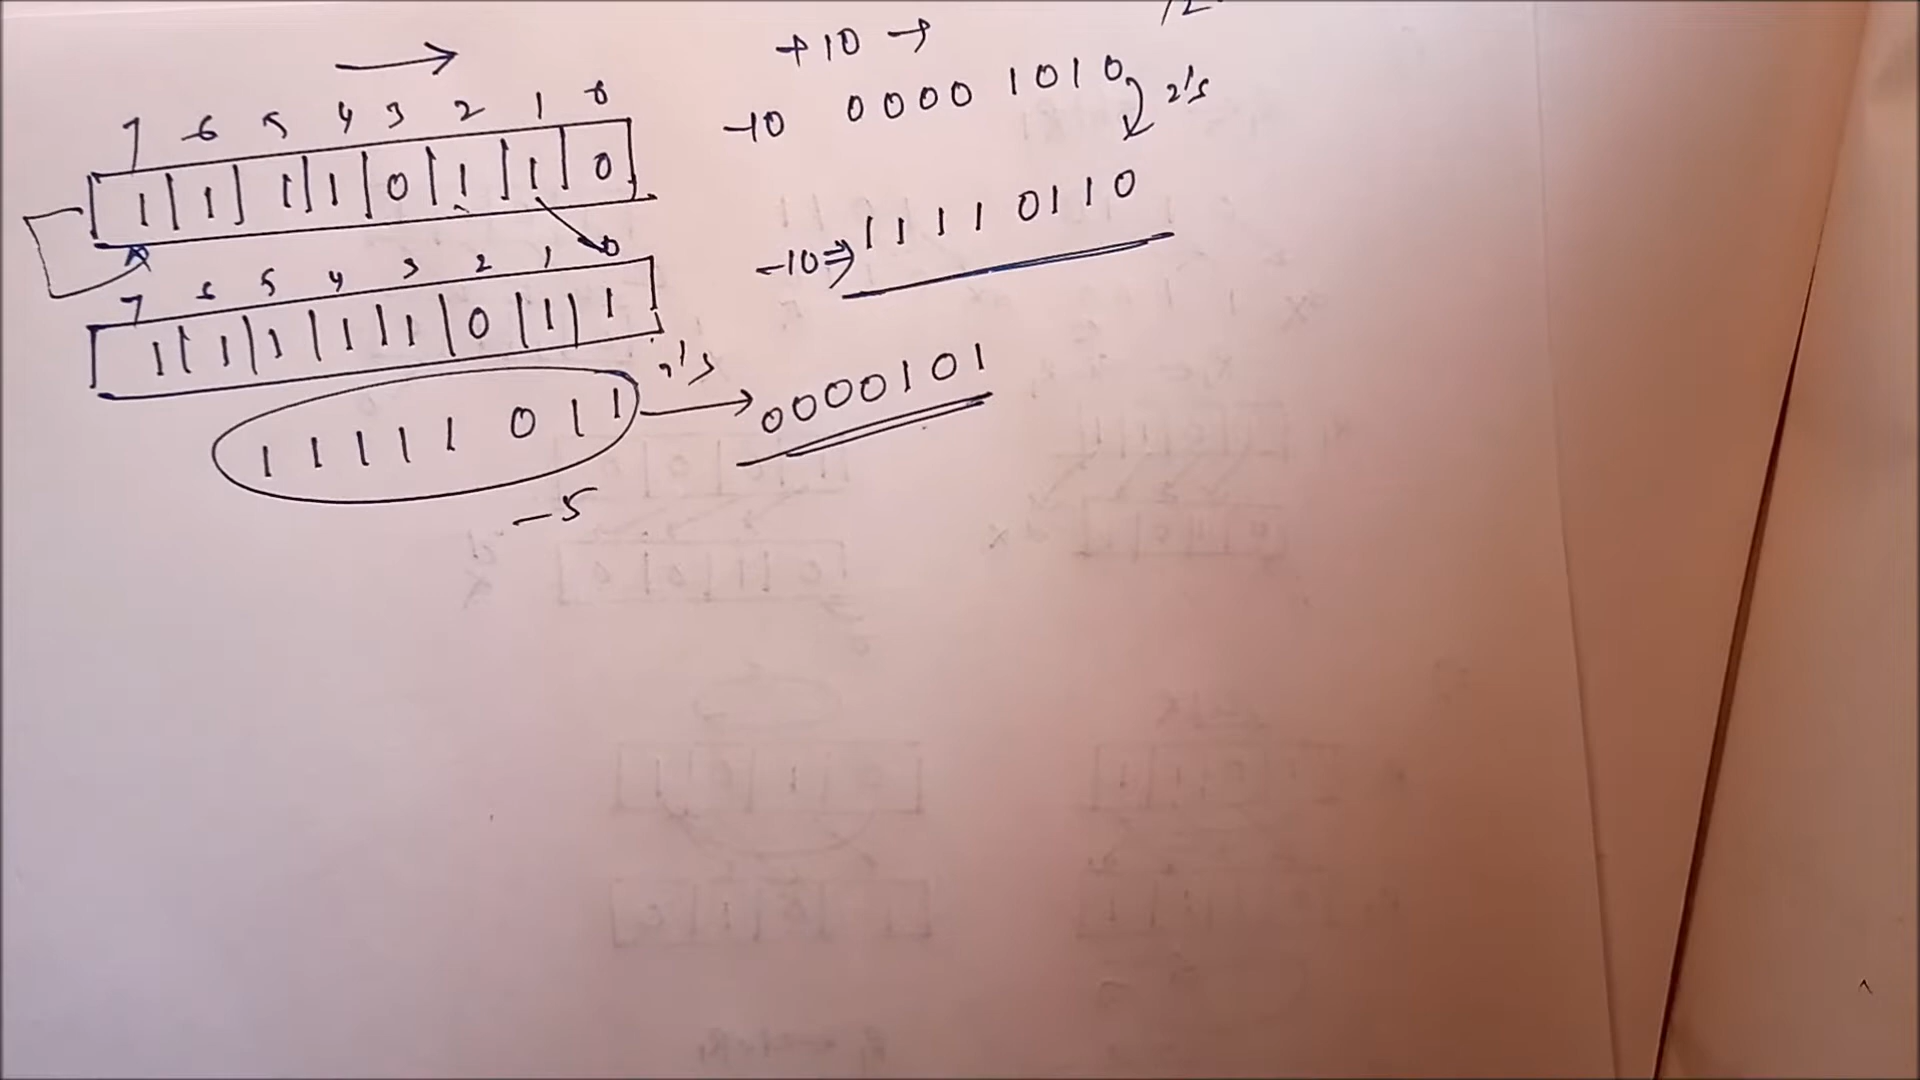 +10 →
-10 0000 1010 2's
7 6 5 4 3 2 1 0
1 1 1 1 0 1 1 0
-10 ⇒ 1 1 1 1 0 1 1 0
7 6 5 4 3 2 1 0
1 1 1 1 1 0 1 1
1 1 1 1 1 0 1 1 2's → 0000101
-5